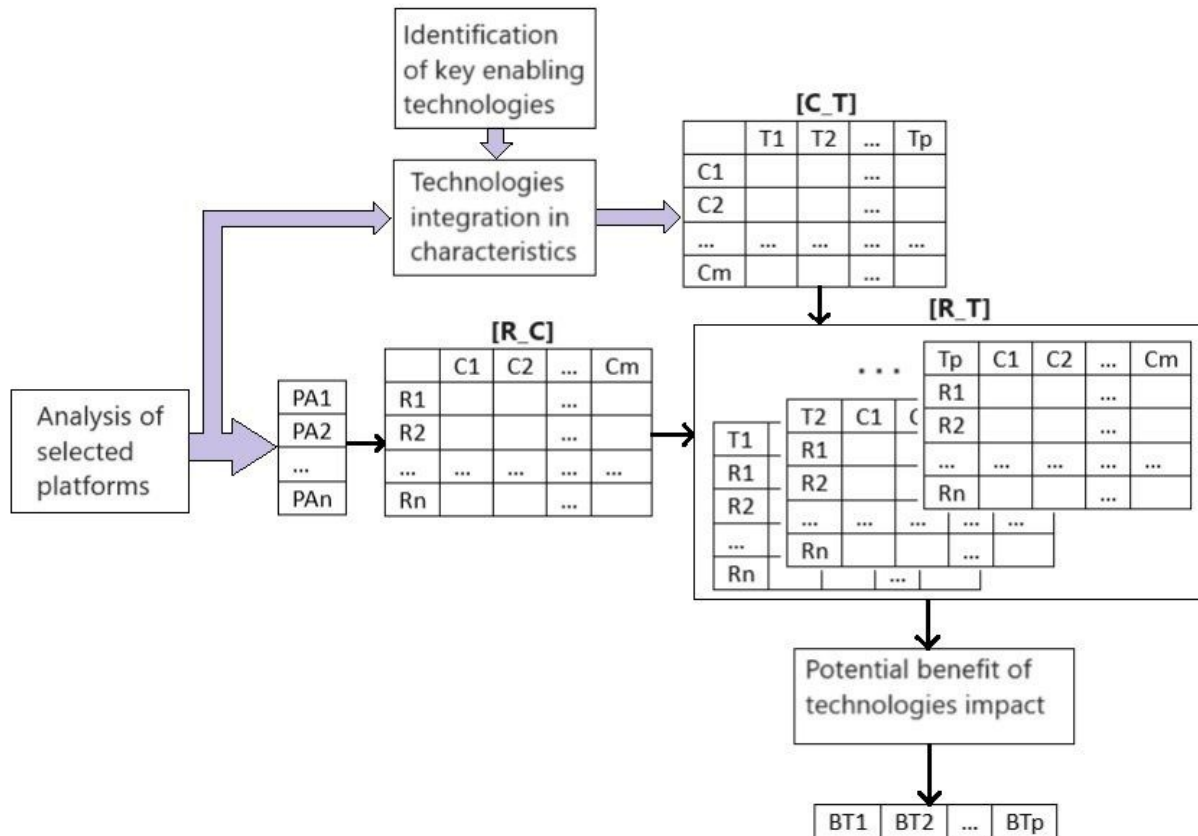 Identification
of key enabling
technologies
[C_T]
T1 T2 ... Tp
C1 ...
C2 ...
... ... ... ... ...
Cm ...
Technologies
integration in
characteristics
[R_C]
C1 C2 ... Cm
R1 ...
R2 ...
... ... ... ... ...
Rn ...
Analysis of
selected
platforms
PA1
PA2
...
PAn
[R_T]
T1
R1
R2
...
Rn ...
T2 C1
R1
R2
... ... ... ... ...
Rn ...
...
Tp C1 C2 ... Cm
R1 ...
R2 ...
... ... ... ... ...
Rn ...
Potential benefit of
technologies impact
BT1 BT2 ... BTp